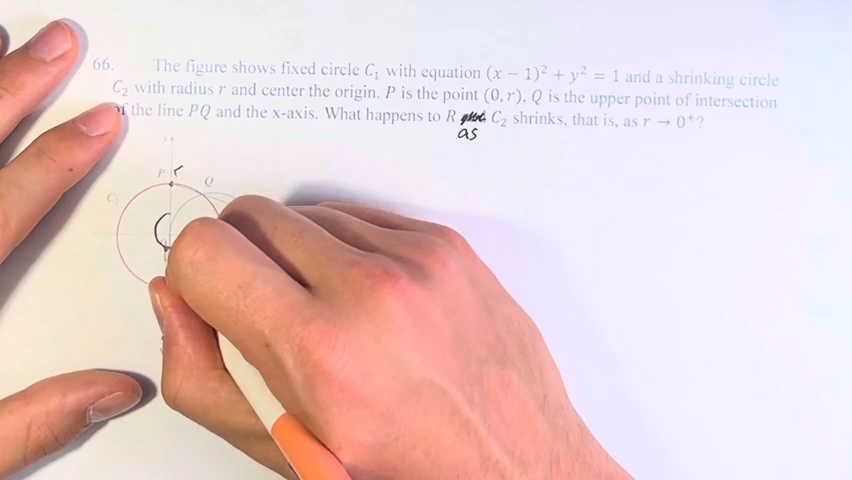 66. The figure shows fixed circle C₁ with equation (x − 1)² + y² = 1 and a shrinking circle
C₂ with radius r and center the origin. P is the point (0, r), Q is the upper point of intersection
of the line PQ and the x-axis. What happens to R C₂ shrinks, that is, as r → 0⁺?
as
y
P r Q
C₂